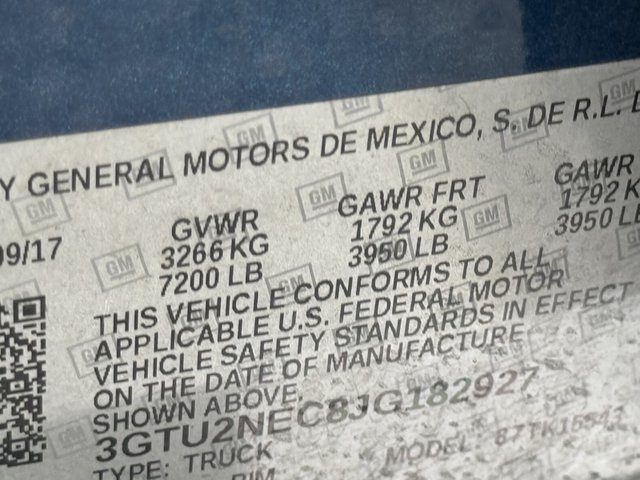 Y GENERAL MOTORS DE MEXICO, S. DE R.L. D
09/17
GVWR GAWR FRT GAWR
3266 KG 1792 KG 1792 K
7200 LB 3950 LB 3950 LB
THIS VEHICLE CONFORMS TO ALL
APPLICABLE U.S. FEDERAL MOTOR
VEHICLE SAFETY STANDARDS IN EFFECT
ON THE DATE OF MANUFACTURE
SHOWN ABOVE.
3GTU2NEC8JG182927
TYPE: TRUCK MODEL:
RIM